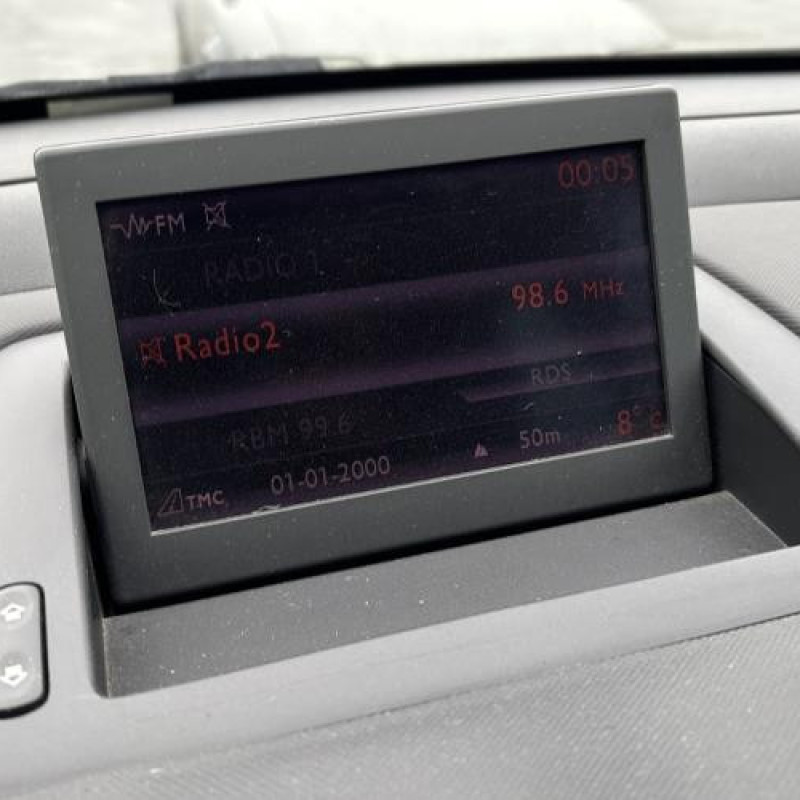 00:05
FM
RADIO 1
98.6 MHz
Radio2
RDS
RBM 99.6
8°C
TMC 01-01-2000 50m